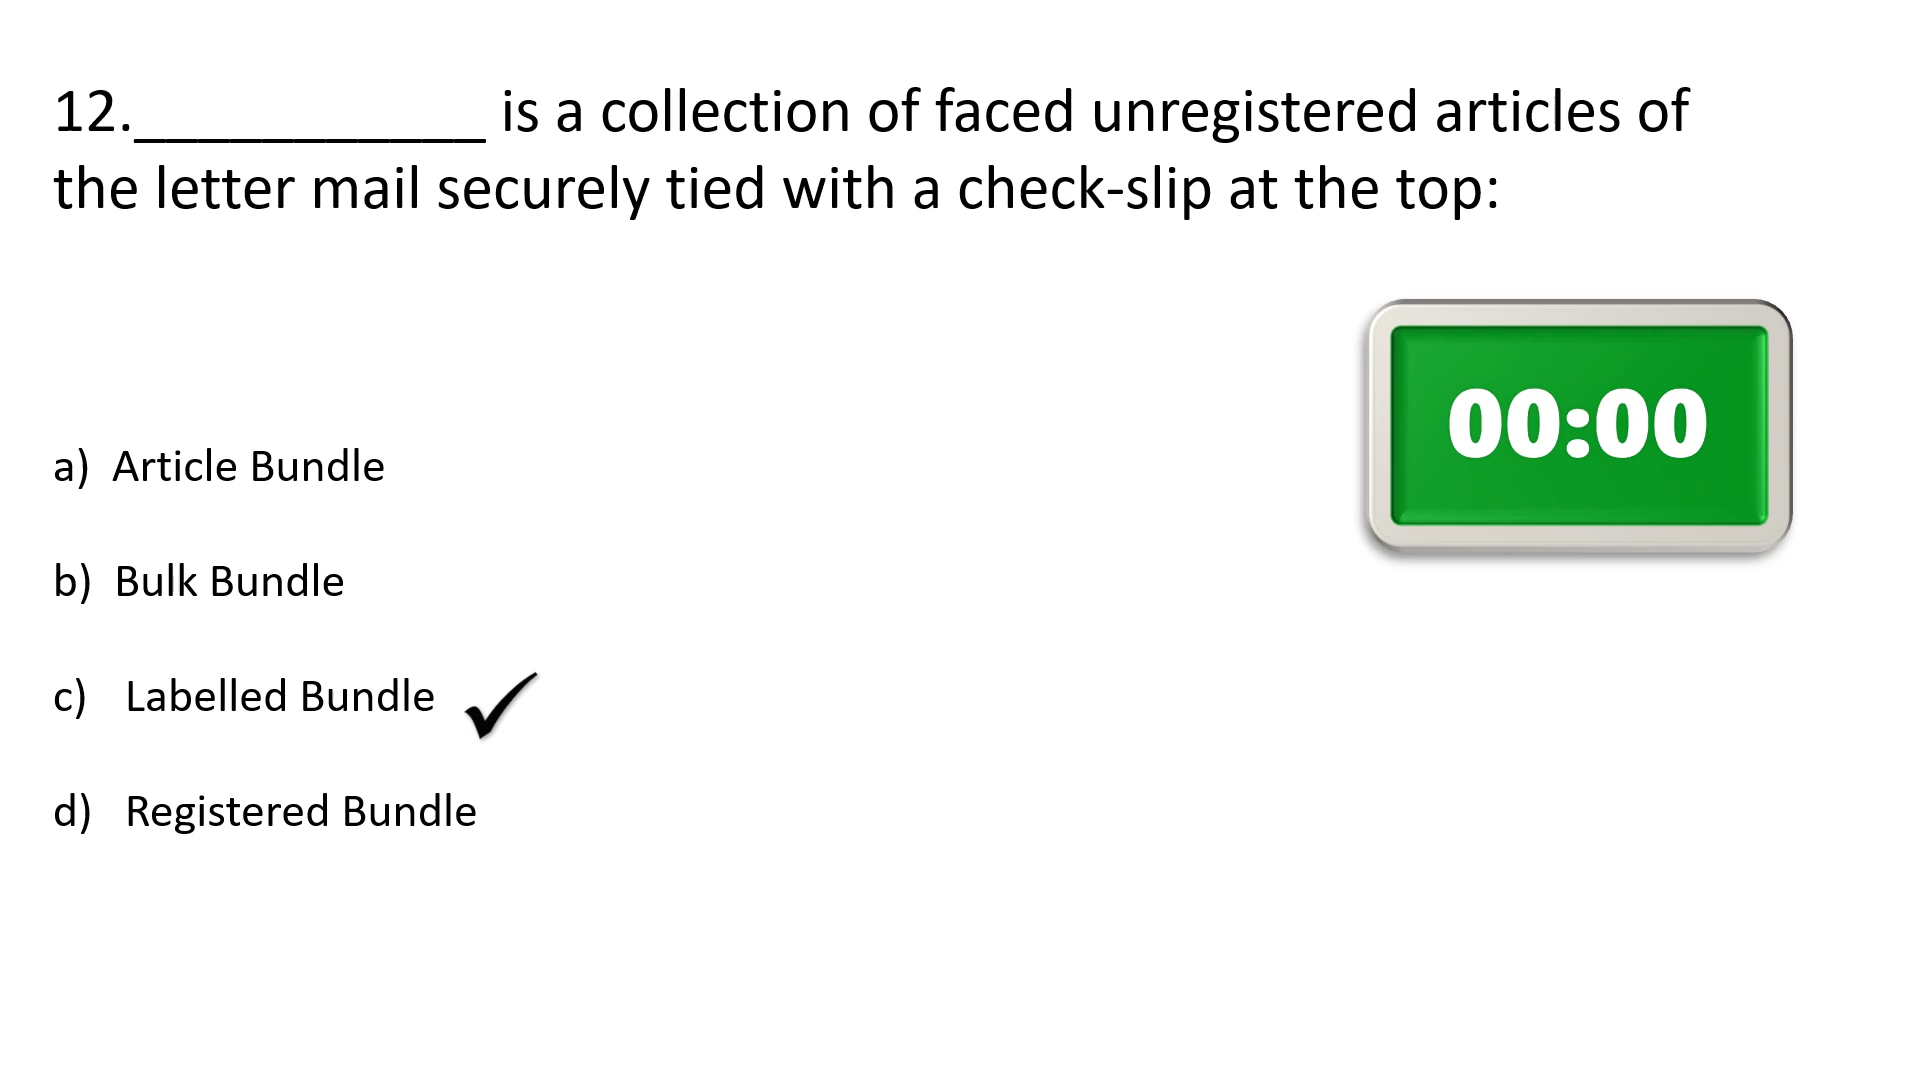 12.___________ is a collection of faced unregistered articles of
the letter mail securely tied with a check-slip at the top:
00:00
a) Article Bundle
b) Bulk Bundle
c) Labelled Bundle
d) Registered Bundle